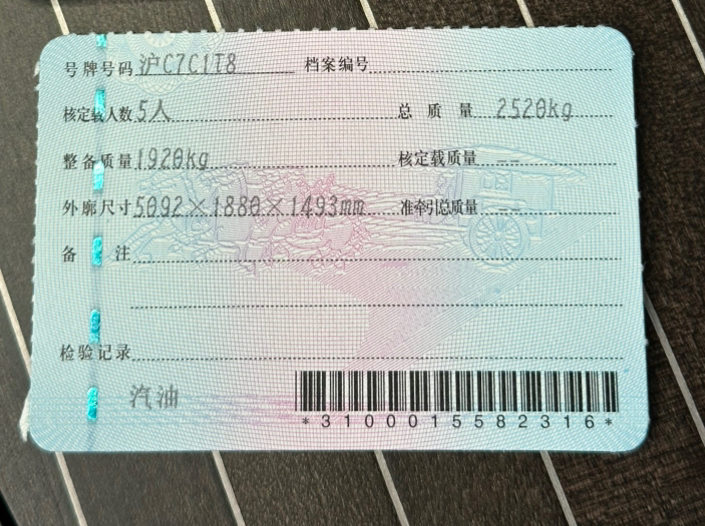 号牌号码 沪C7C1T8 档案编号
核定载人数 5人 总质量 2520kg
整备质量 1920kg 核定载质量 --
外廓尺寸 5092×1880×1493mm 准牵引总质量 --
备注
检验记录
汽油
*3100015582316*